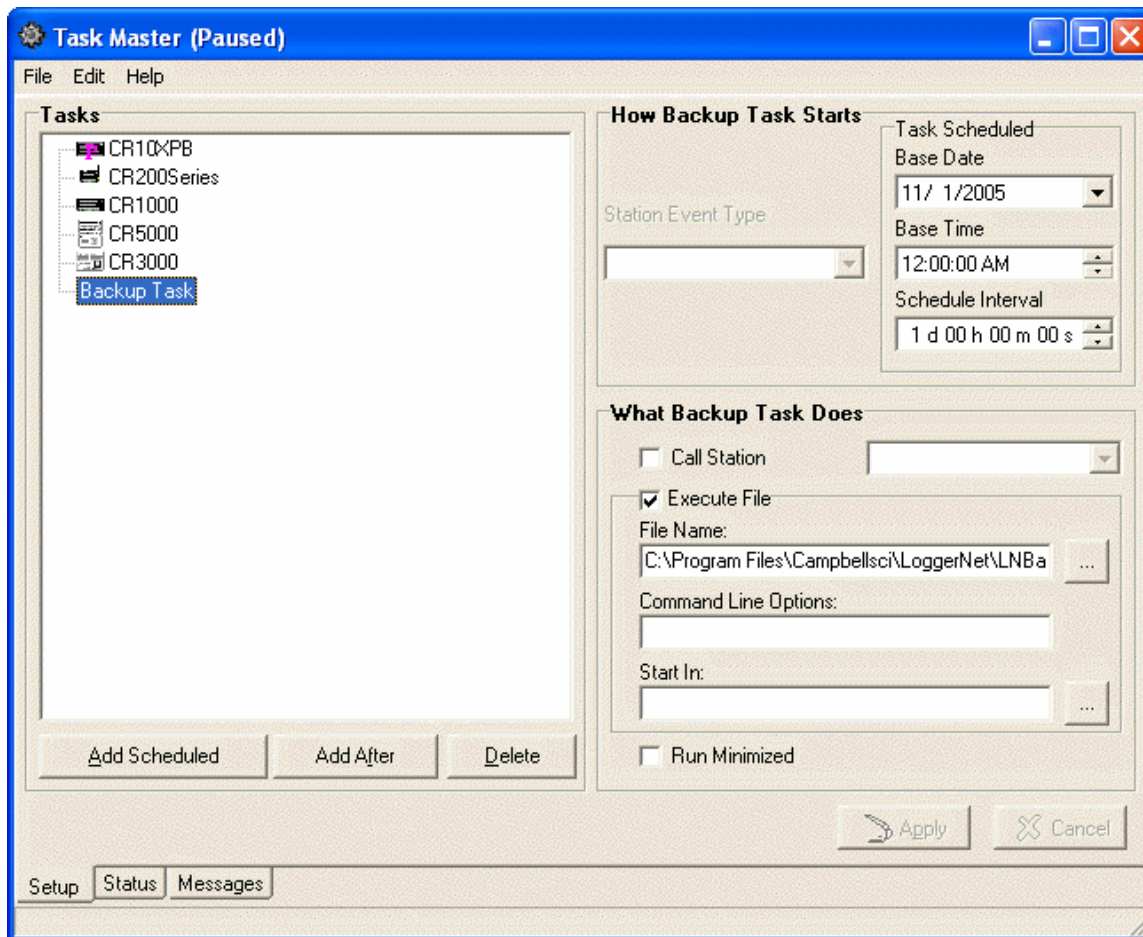 Task Master (Paused)
File Edit Help
Tasks
CR10XPB
CR200Series
CR1000
CR5000
CR3000
Backup Task
Add Scheduled
Add After
Delete
How Backup Task Starts
Station Event Type
Task Scheduled
Base Date
11/ 1/2005
Base Time
12:00:00 AM
Schedule Interval
1 d 00 h 00 m 00 s
What Backup Task Does
Call Station
Execute File
File Name:
C:\Program Files\Campbellsci\LoggerNet\LNBa
...
Command Line Options:
Start In:
...
Run Minimized
Apply
Cancel
Setup Status Messages